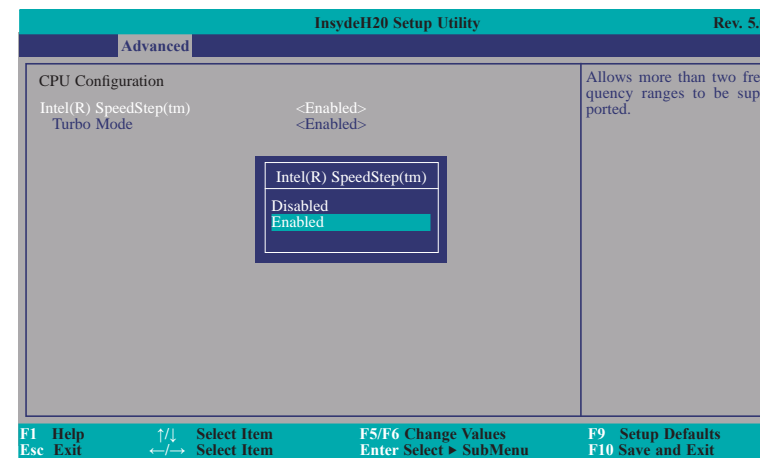 InsydeH20 Setup Utility Rev. 5.
Advanced
CPU Configuration
Intel(R) SpeedStep(tm) <Enabled>
Turbo Mode <Enabled>
Allows more than two fre
quency ranges to be sup
ported.
Intel(R) SpeedStep(tm)
Disabled
Enabled
F1 Help ↑/↓ Select Item F5/F6 Change Values F9 Setup Defaults
Esc Exit ←/→ Select Item Enter Select ▶ SubMenu F10 Save and Exit